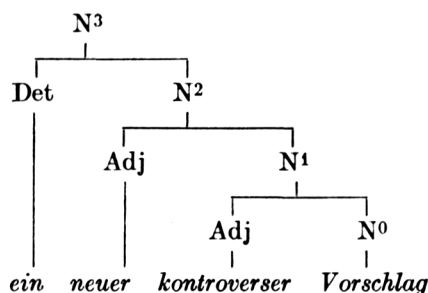 N³
Det N²
Adj N¹
Adj N⁰
ein neuer kontroverser Vorschlag